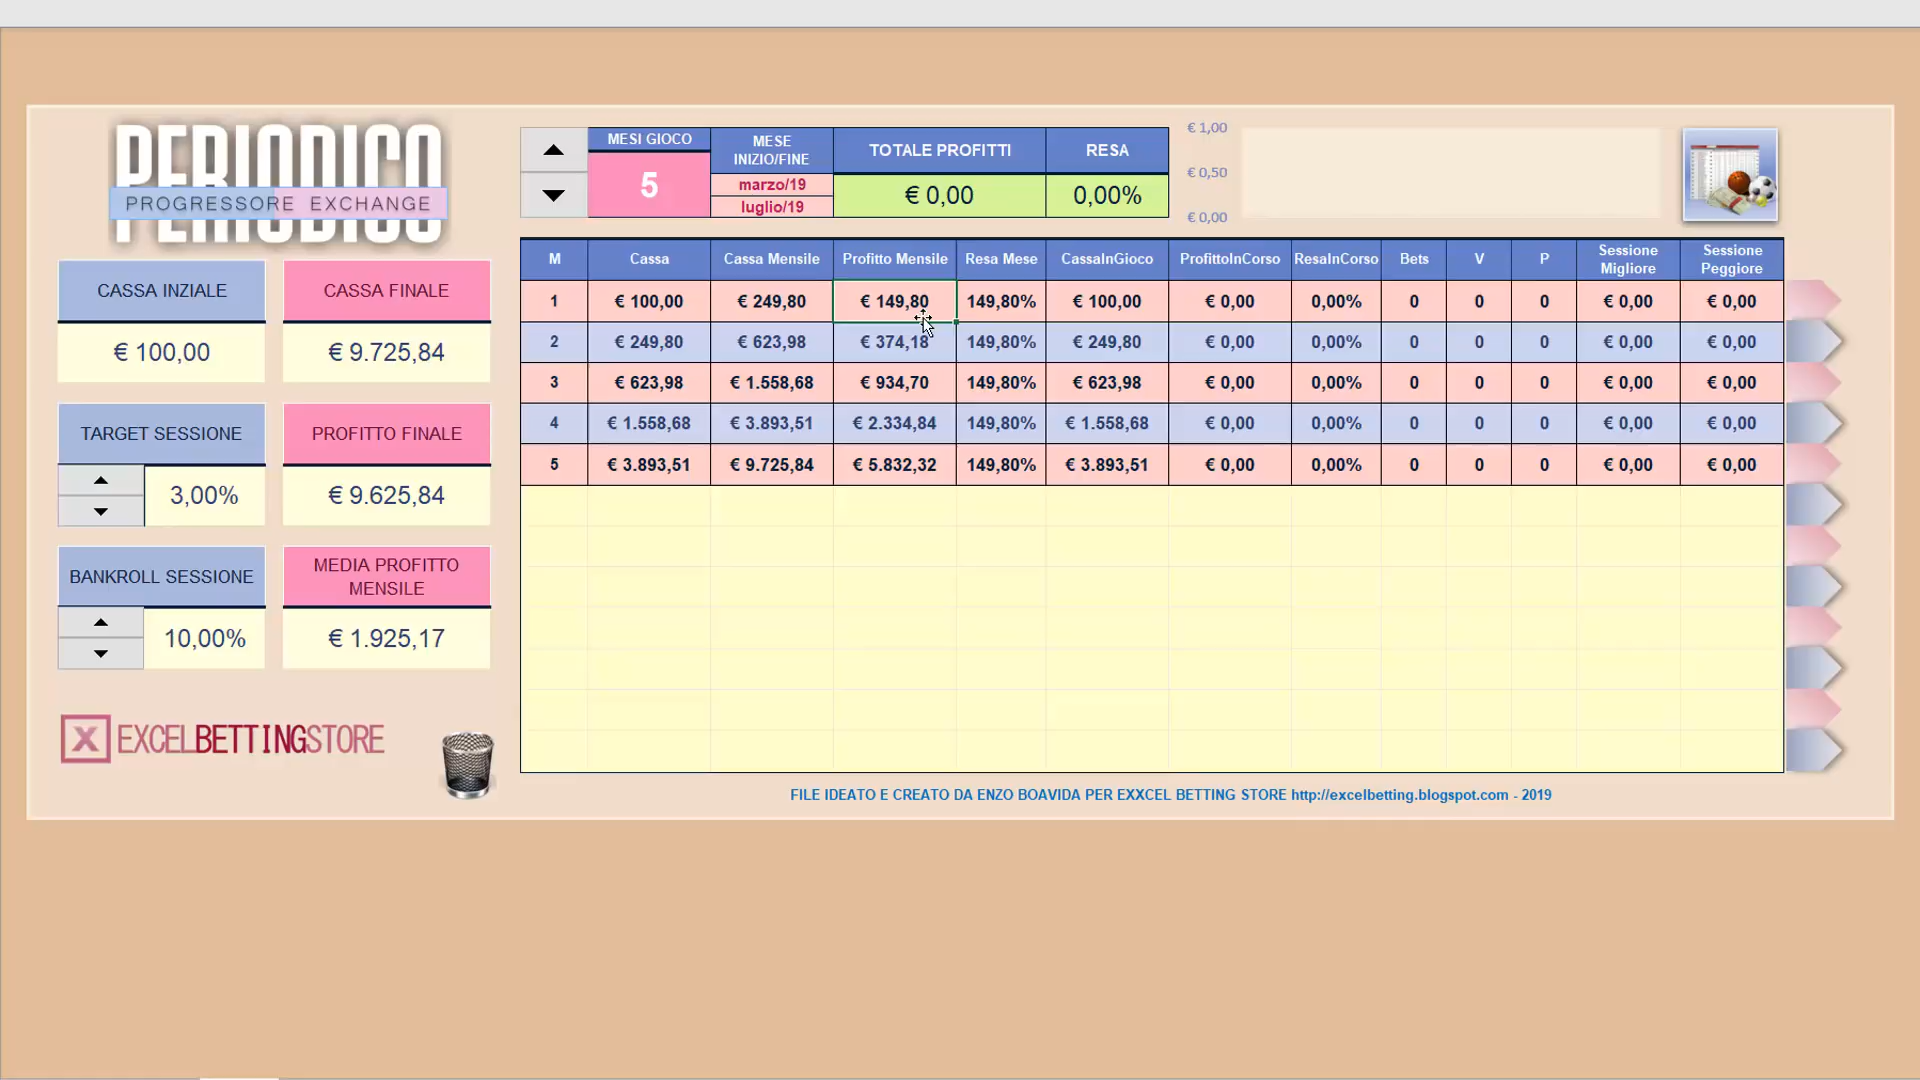 PERIODICO
PROGRESSORE EXCHANGE
CASSA INZIALE
CASSA FINALE
€ 100,00
€ 9.725,84
TARGET SESSIONE
PROFITTO FINALE
3,00%
€ 9.625,84
BANKROLL SESSIONE
MEDIA PROFITTO
MENSILE
10,00%
€ 1.925,17
X EXCELBETTINGSTORE
MESI GIOCO
5
MESE
INIZIO/FINE
marzo/19
luglio/19
TOTALE PROFITTI
€ 0,00
RESA
0,00%
€ 1,00
€ 0,50
€ 0,00
M Cassa Cassa Mensile Profitto Mensile Resa Mese CassaInGioco ProfittoInCorso ResaInCorso Bets V P Sessione Migliore Sessione Peggiore
1 € 100,00 € 249,80 € 149,80 149,80% € 100,00 € 0,00 0,00% 0 0 0 € 0,00 € 0,00
2 € 249,80 € 623,98 € 374,18 149,80% € 249,80 € 0,00 0,00% 0 0 0 € 0,00 € 0,00
3 € 623,98 € 1.558,68 € 934,70 149,80% € 623,98 € 0,00 0,00% 0 0 0 € 0,00 € 0,00
4 € 1.558,68 € 3.893,51 € 2.334,84 149,80% € 1.558,68 € 0,00 0,00% 0 0 0 € 0,00 € 0,00
5 € 3.893,51 € 9.725,84 € 5.832,32 149,80% € 3.893,51 € 0,00 0,00% 0 0 0 € 0,00 € 0,00
FILE IDEATO E CREATO DA ENZO BOAVIDA PER EXXCEL BETTING STORE http://excelbetting.blogspot.com - 2019